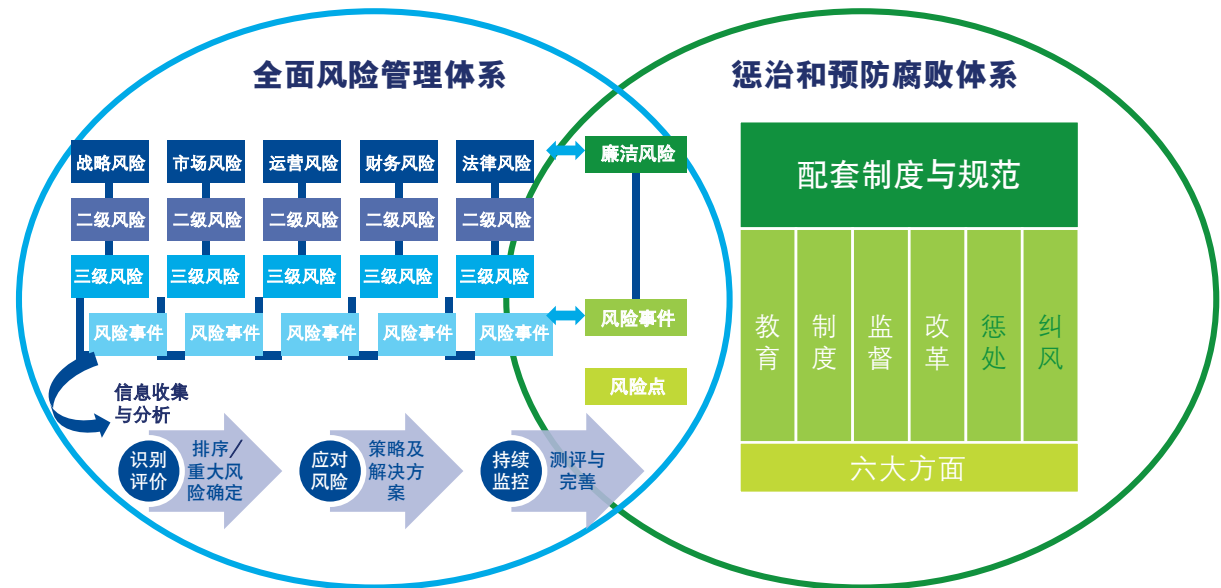 全面风险管理体系
惩治和预防腐败体系
战略风险
市场风险
运营风险
财务风险
法律风险
廉洁风险
二级风险
二级风险
二级风险
二级风险
二级风险
三级风险
三级风险
三级风险
三级风险
三级风险
风险事件
风险事件
风险事件
风险事件
风险事件
风险事件
风险点
信息收集
与分析
识别
评价
排序/
重大风
险确定
应对
风险
策略及
解决方
案
持续
监控
测评与
完善
配套制度与规范
教育
制度
监督
改革
惩处
纠风
六大方面